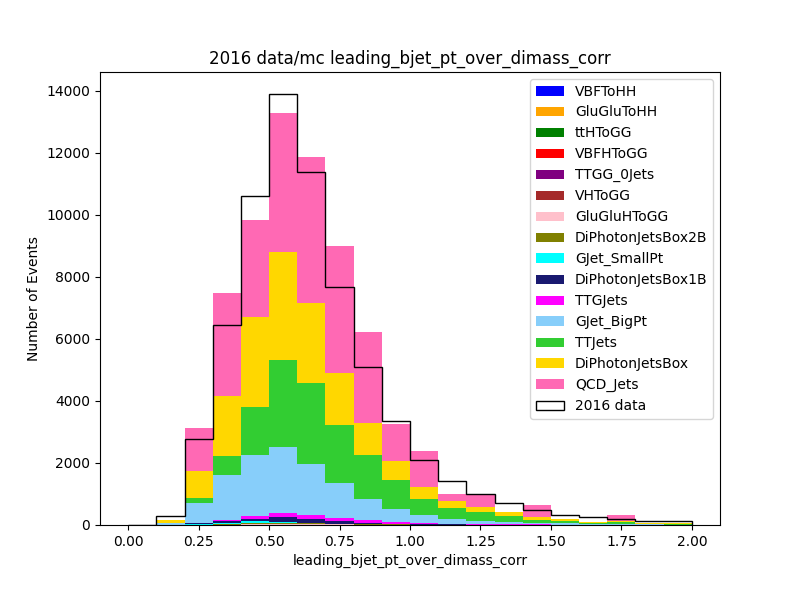 2016 data/mc leading_bjet_pt_over_dimass_corr
14000
12000
10000
8000
6000
4000
2000
0
Number of Events
0.00 0.25 0.50 0.75 1.00 1.25 1.50 1.75 2.00
leading_bjet_pt_over_dimass_corr
VBFToHH
GluGluToHH
ttHToGG
VBFHToGG
TTGG_0Jets
VHToGG
GluGluHToGG
DiPhotonJetsBox2B
GJet_SmallPt
DiPhotonJetsBox1B
TTGJets
GJet_BigPt
TTJets
DiPhotonJetsBox
QCD_Jets
2016 data